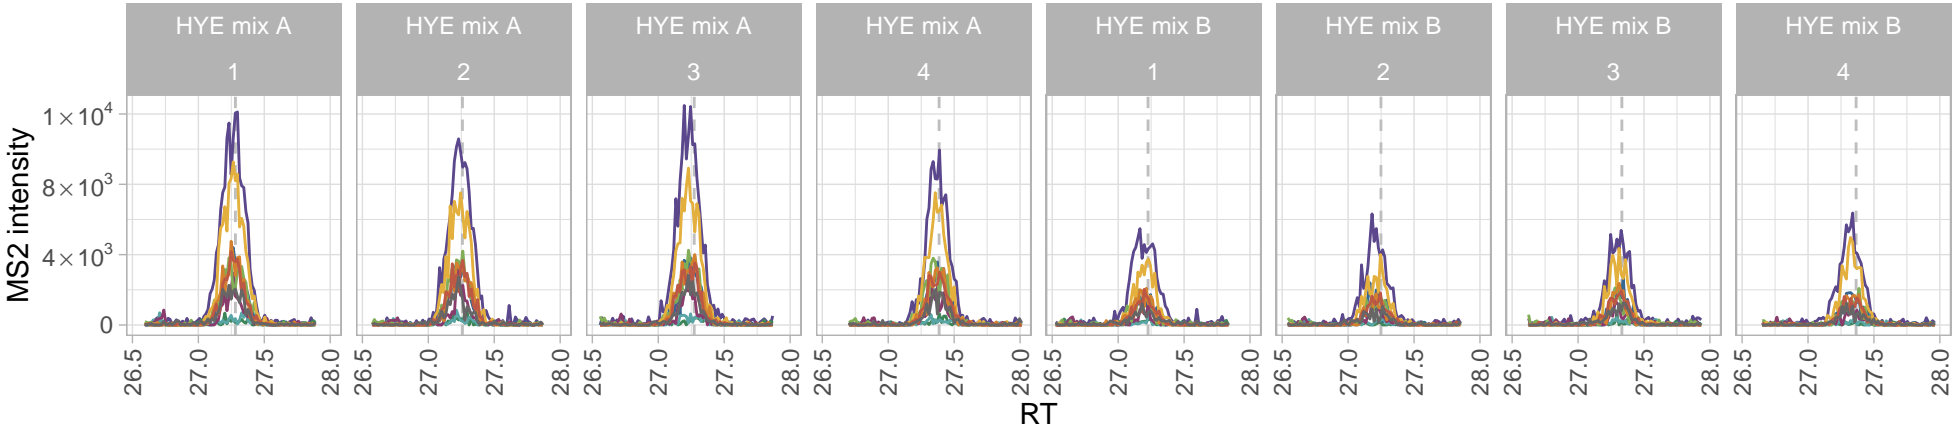 HYE mix A HYE mix A HYE mix A HYE mix A HYE mix B HYE mix B HYE mix B HYE mix B
1 2 3 4 1 2 3 4
1×10⁴
8×10³
4×10³
0
MS2 intensity
26.5 27.0 27.5 28.0 26.5 27.0 27.5 28.0 26.5 27.0 27.5 28.0 26.5 27.0 27.5 28.0 26.5 27.0 27.5 28.0 26.5 27.0 27.5 28.0 26.5 27.0 27.5 28.0 26.5 27.0 27.5 28.0
RT